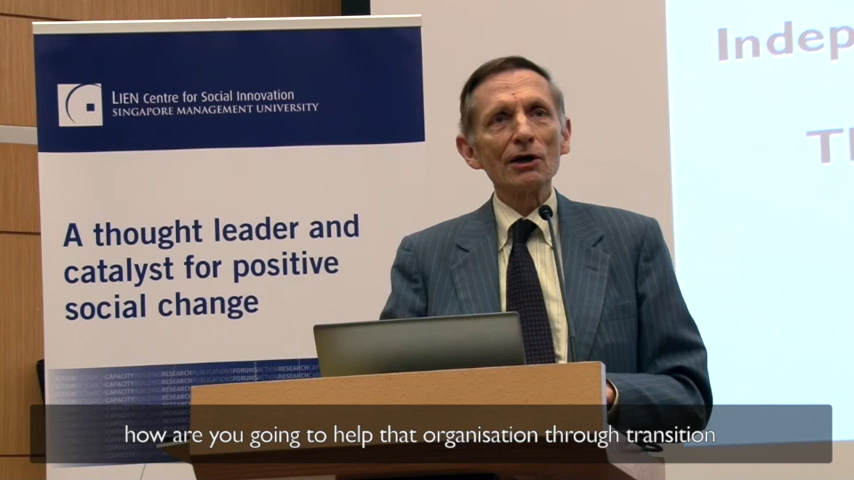 LIEN Centre for Social Innovation
SINGAPORE MANAGEMENT UNIVERSITY
Indep
Th
A thought leader and
catalyst for positive
social change
how are you going to help that organisation through transition